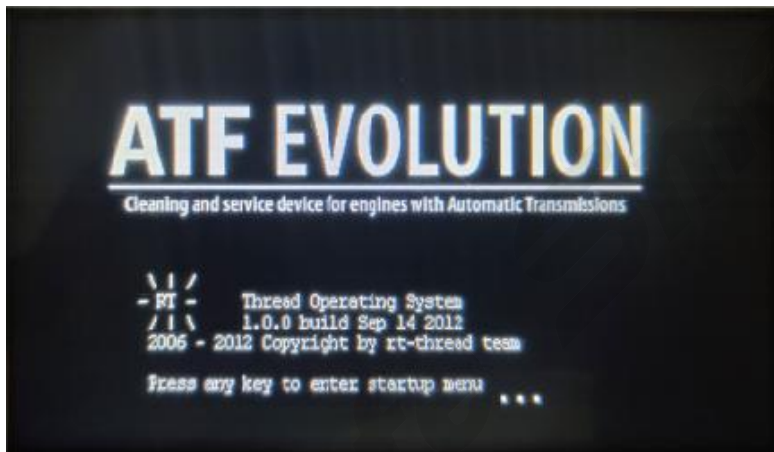 ATF EVOLUTION
Cleaning and service device for engines with Automatic Transmissions
\ | /
- RT -     Thread Operating System
/ | \     1.0.0 build Sep 14 2012
2006 - 2012 Copyright by rt-thread team
Press any key to enter startup menu ...